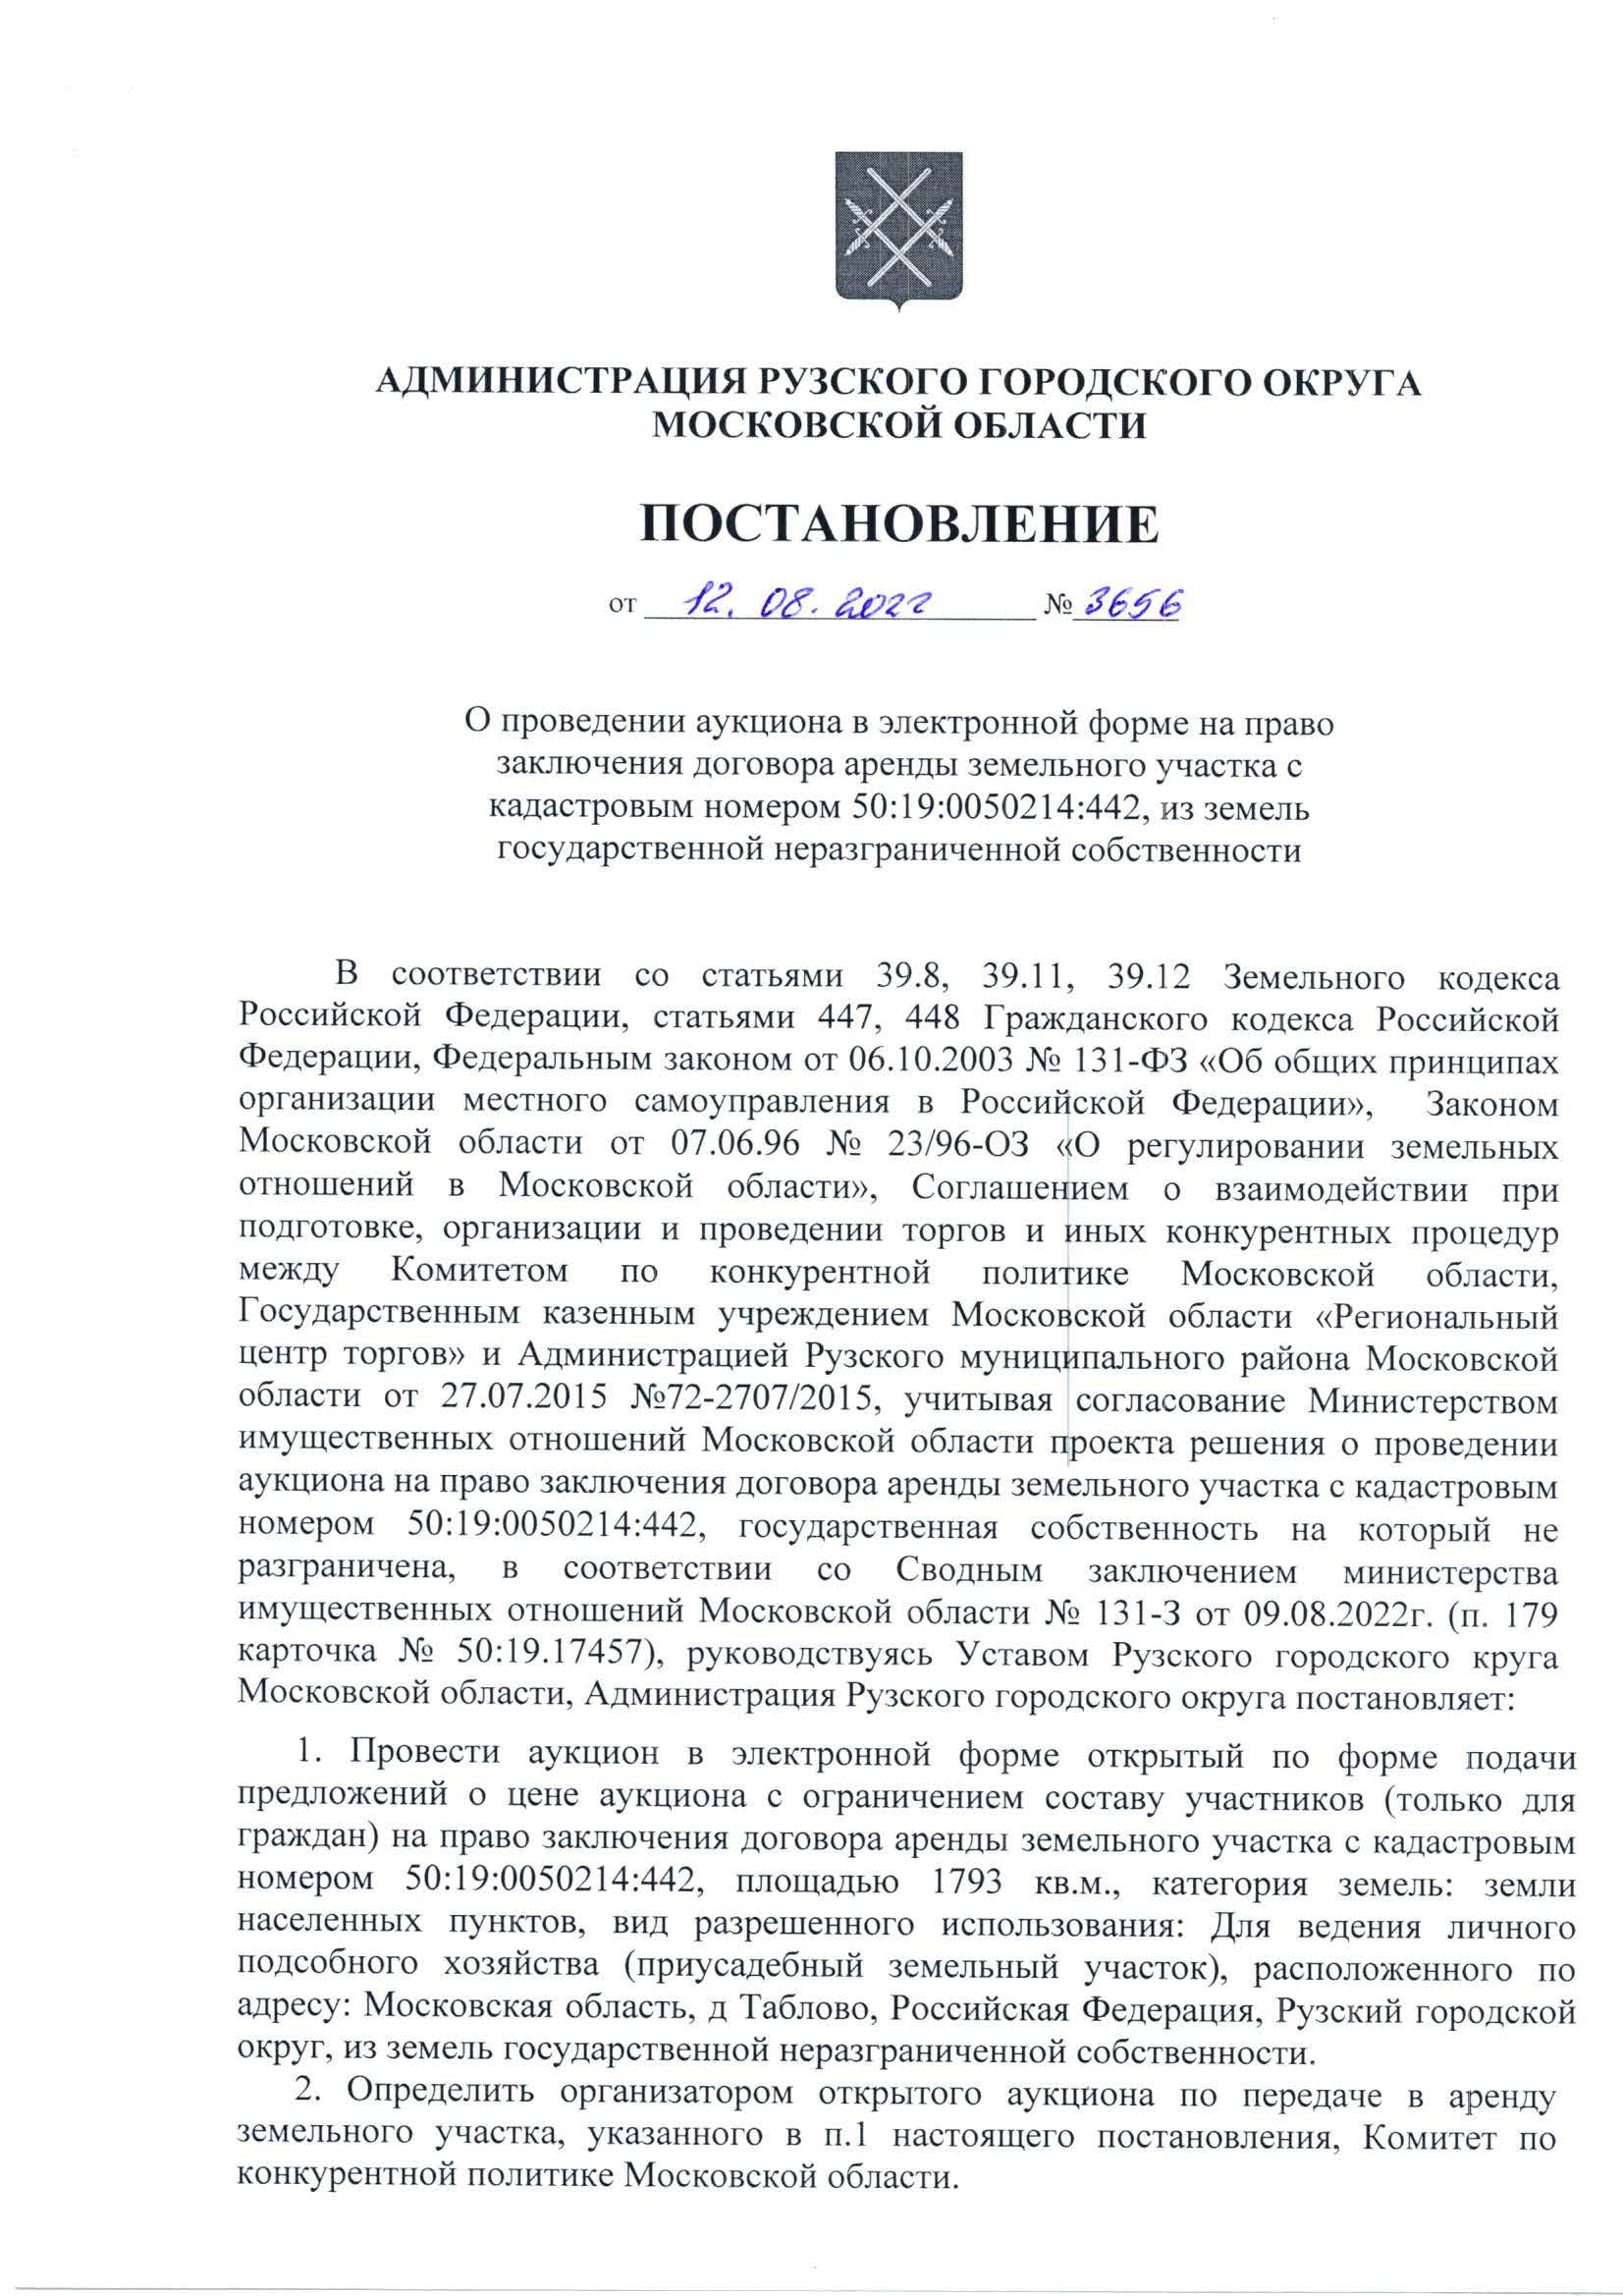 АДМИНИСТРАЦИЯ РУЗСКОГО ГОРОДСКОГО ОКРУГА
МОСКОВСКОЙ ОБЛАСТИ
ПОСТАНОВЛЕНИЕ
от 12.08.2022 № 3656
О проведении аукциона в электронной форме на право
заключения договора аренды земельного участка с
кадастровым номером 50:19:0050214:442, из земель
государственной неразграниченной собственности
В соответствии со статьями 39.8, 39.11, 39.12 Земельного кодекса
Российской Федерации, статьями 447, 448 Гражданского кодекса Российской
Федерации, Федеральным законом от 06.10.2003 № 131-ФЗ «Об общих принципах
организации местного самоуправления в Российской Федерации», Законом
Московской области от 07.06.96 № 23/96-ОЗ «О регулировании земельных
отношений в Московской области», Соглашением о взаимодействии при
подготовке, организации и проведении торгов и иных конкурентных процедур
между Комитетом по конкурентной политике Московской области,
Государственным казенным учреждением Московской области «Региональный
центр торгов» и Администрацией Рузского муниципального района Московской
области от 27.07.2015 №72-2707/2015, учитывая согласование Министерством
имущественных отношений Московской области проекта решения о проведении
аукциона на право заключения договора аренды земельного участка с кадастровым
номером 50:19:0050214:442, государственная собственность на который не
разграничена, в соответствии со Сводным заключением министерства
имущественных отношений Московской области № 131-З от 09.08.2022г. (п. 179
карточка № 50:19.17457), руководствуясь Уставом Рузского городского круга
Московской области, Администрация Рузского городского округа постановляет:
1. Провести аукцион в электронной форме открытый по форме подачи
предложений о цене аукциона с ограничением составу участников (только для
граждан) на право заключения договора аренды земельного участка с кадастровым
номером 50:19:0050214:442, площадью 1793 кв.м., категория земель: земли
населенных пунктов, вид разрешенного использования: Для ведения личного
подсобного хозяйства (приусадебный земельный участок), расположенного по
адресу: Московская область, д Таблово, Российская Федерация, Рузский городской
округ, из земель государственной неразграниченной собственности.
2. Определить организатором открытого аукциона по передаче в аренду
земельного участка, указанного в п.1 настоящего постановления, Комитет по
конкурентной политике Московской области.